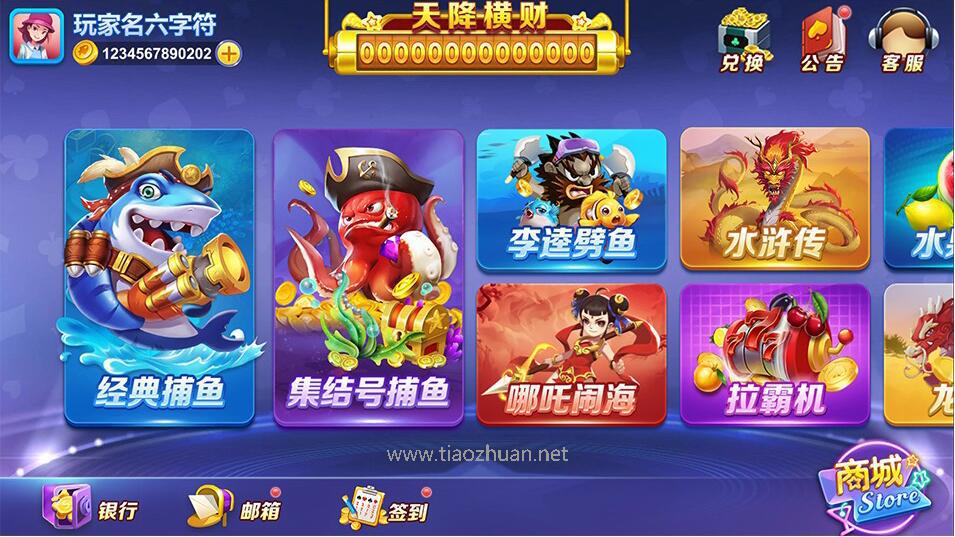 玩家名六字符
1234567890202
天降横财
0000000000000
兑换
公告
客服
经典捕鱼
集结号捕鱼
李逵劈鱼
水浒传
哪吒闹海
拉霸机
www.tiaozhuan.net
银行
邮箱
签到
商城
Store